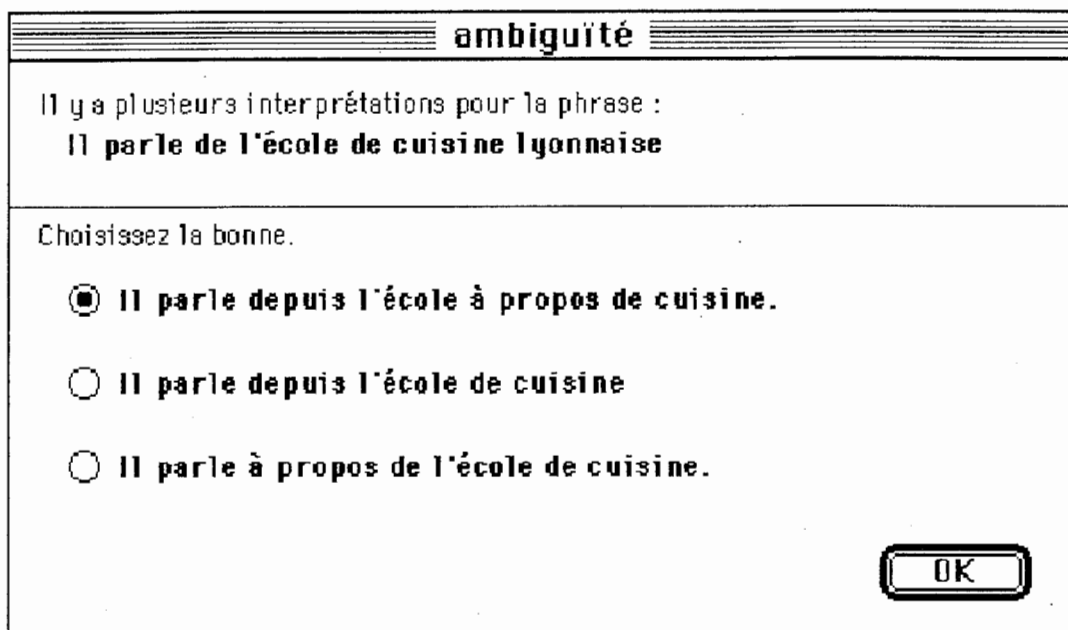 ambiguïté
Il y a plusieurs interprétations pour la phrase :
Il parle de l'école de cuisine lyonnaise
Choisissez la bonne.
Il parle depuis l'école à propos de cuisine.
Il parle depuis l'école de cuisine
Il parle à propos de l'école de cuisine.
OK